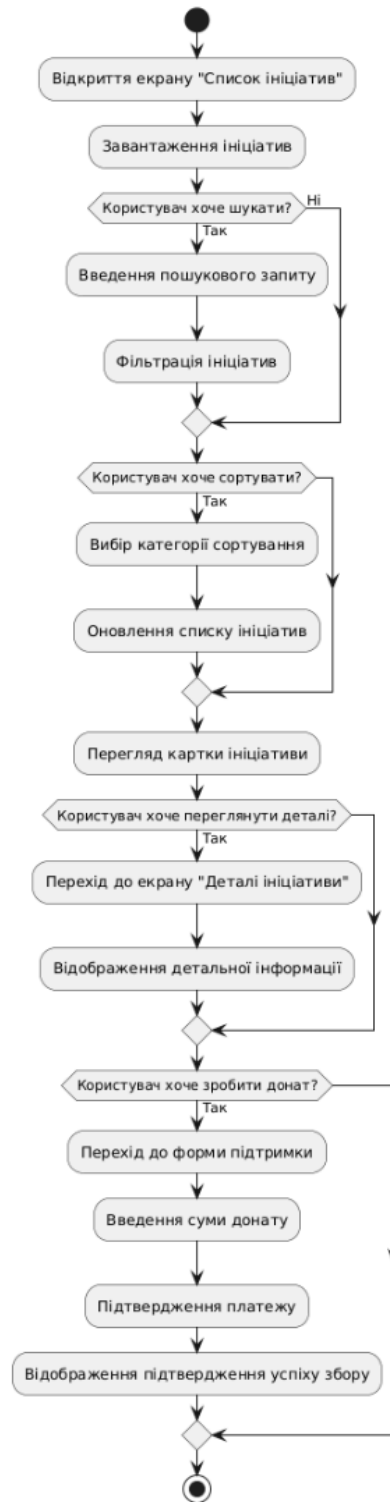 Відкриття екрану "Список ініціатив"
Завантаження ініціатив
Користувач хоче шукати?
Ні
Так
Введення пошукового запиту
Фільтрація ініціатив
Користувач хоче сортувати?
Так
Вибір категорії сортування
Оновлення списку ініціатив
Перегляд картки ініціативи
Користувач хоче переглянути деталі?
Так
Перехід до екрану "Деталі ініціативи"
Відображення детальної інформації
Користувач хоче зробити донат?
Так
Перехід до форми підтримки
Введення суми донату
Підтвердження платежу
Відображення підтвердження успіху збору